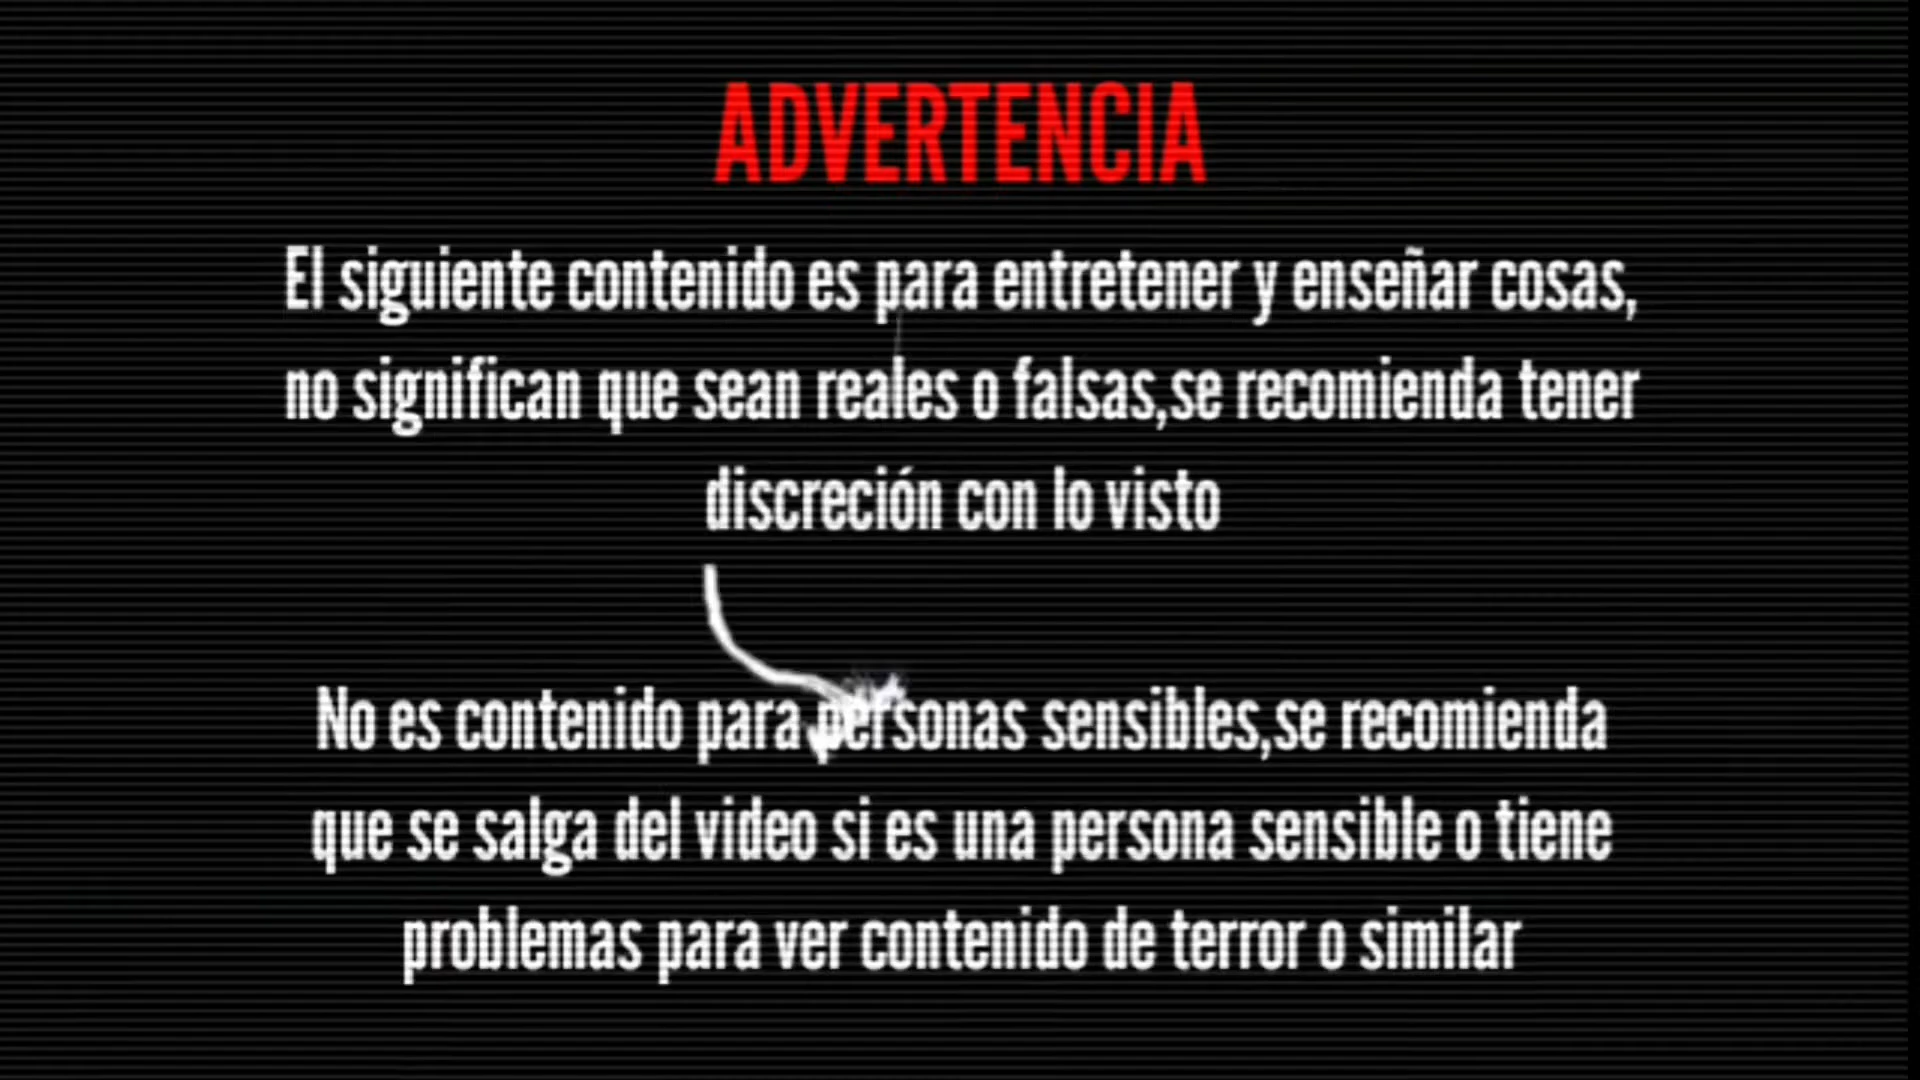 ADVERTENCIA
El siguiente contenido es para entretener y enseñar cosas,
no significan que sean reales o falsas,se recomienda tener
discreción con lo visto
No es contenido para personas sensibles,se recomienda
que se salga del video si es una persona sensible o tiene
problemas para ver contenido de terror o similar